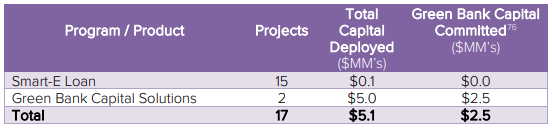 Program / Product Projects Total Capital Deployed ($MM's) Green Bank Capital Committed76 ($MM's)
Smart-E Loan 15 $0.1 $0.0
Green Bank Capital Solutions 2 $5.0 $2.5
Total 17 $5.1 $2.5